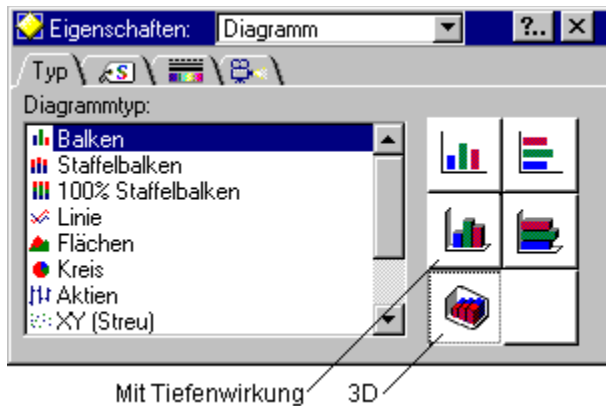 Eigenschaften: Diagramm ?..
Typ S
Diagrammtyp:
Balken
Staffelbalken
100% Staffelbalken
Linie
Flächen
Kreis
Aktien
XY (Streu)
Mit Tiefenwirkung 3D